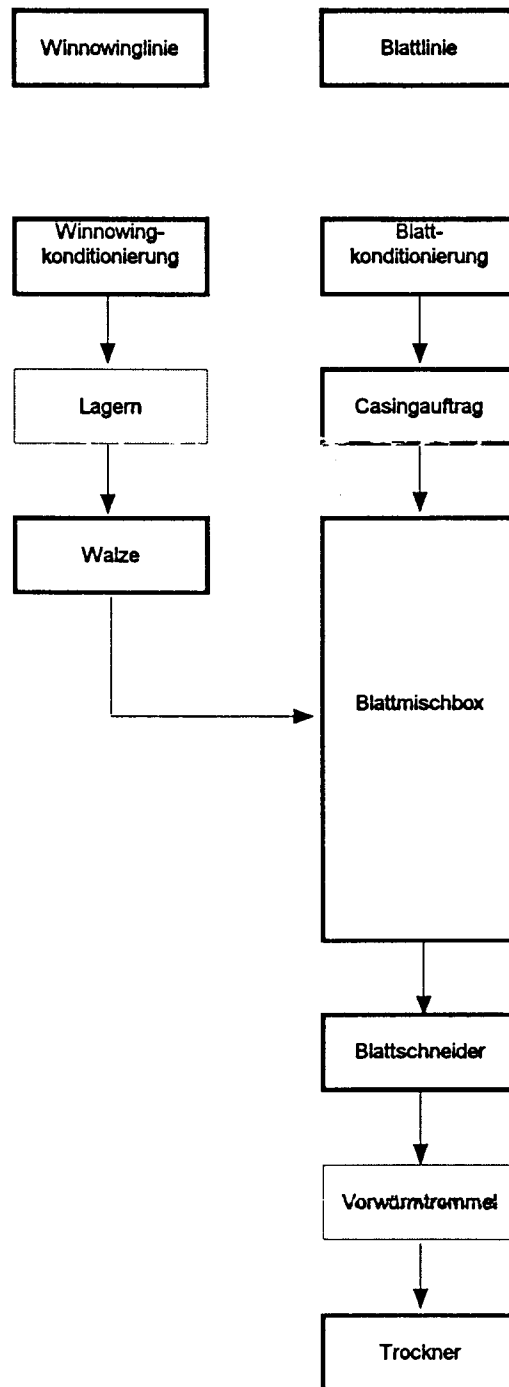 Winnowinglinie
Blattlinie
Winnowing-
konditionierung
Blatt-
konditionierung
Lagern
Casingauftrag
Walze
Blattmischbox
Blattschneider
Vorwärmtrommel
Trockner